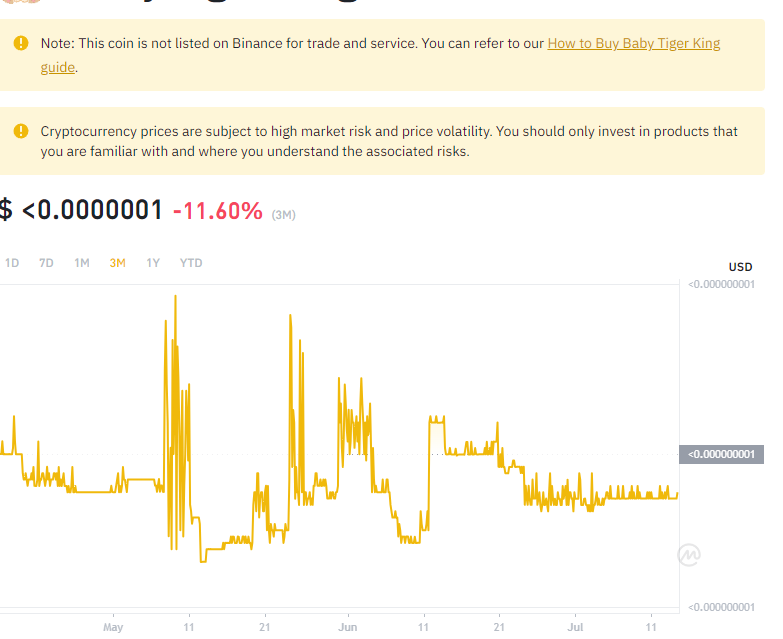 Note: This coin is not listed on Binance for trade and service. You can refer to our How to Buy Baby Tiger King
guide.
Cryptocurrency prices are subject to high market risk and price volatility. You should only invest in products that
you are familiar with and where you understand the associated risks.
$ <0.0000001 -11.60% (3M)
1D 7D 1M 3M 1Y YTD
USD
<0.000000001
<0.000000001
<0.000000001
May 11 21 Jun 11 21 Jul 11